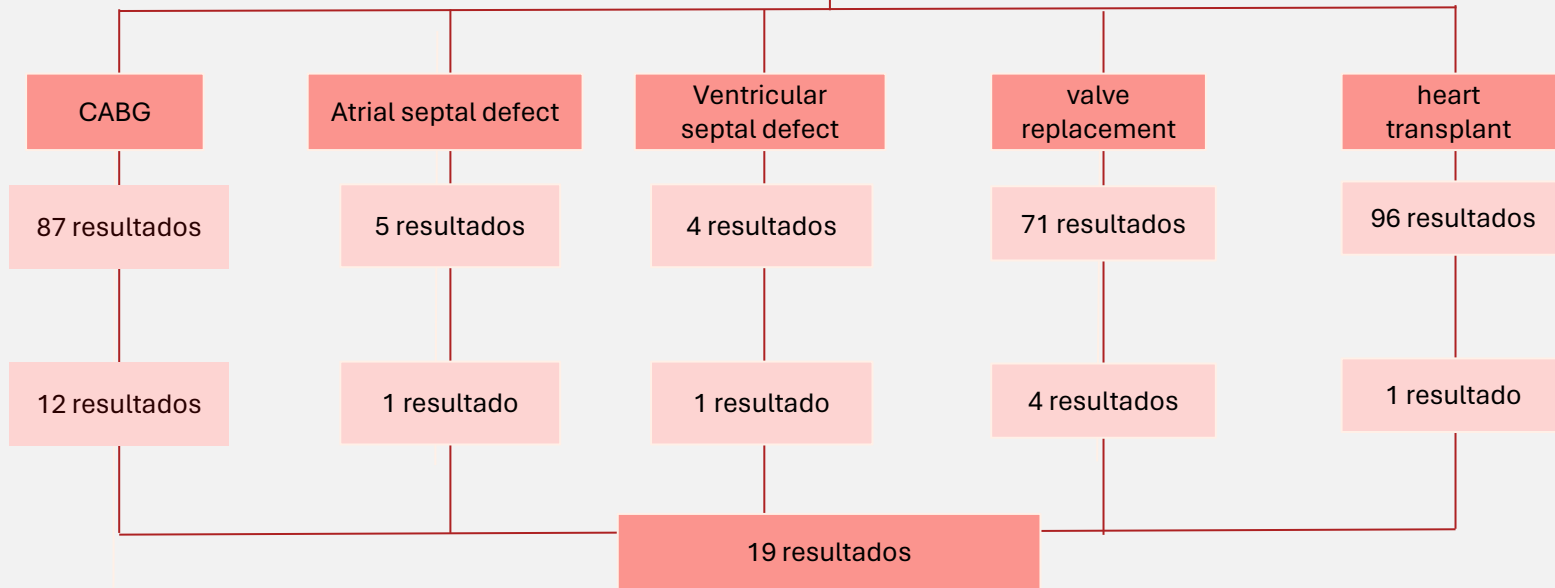 CABG
Atrial septal defect
Ventricular
septal defect
valve
replacement
heart
transplant
87 resultados
5 resultados
4 resultados
71 resultados
96 resultados
12 resultados
1 resultado
1 resultado
4 resultados
1 resultado
19 resultados